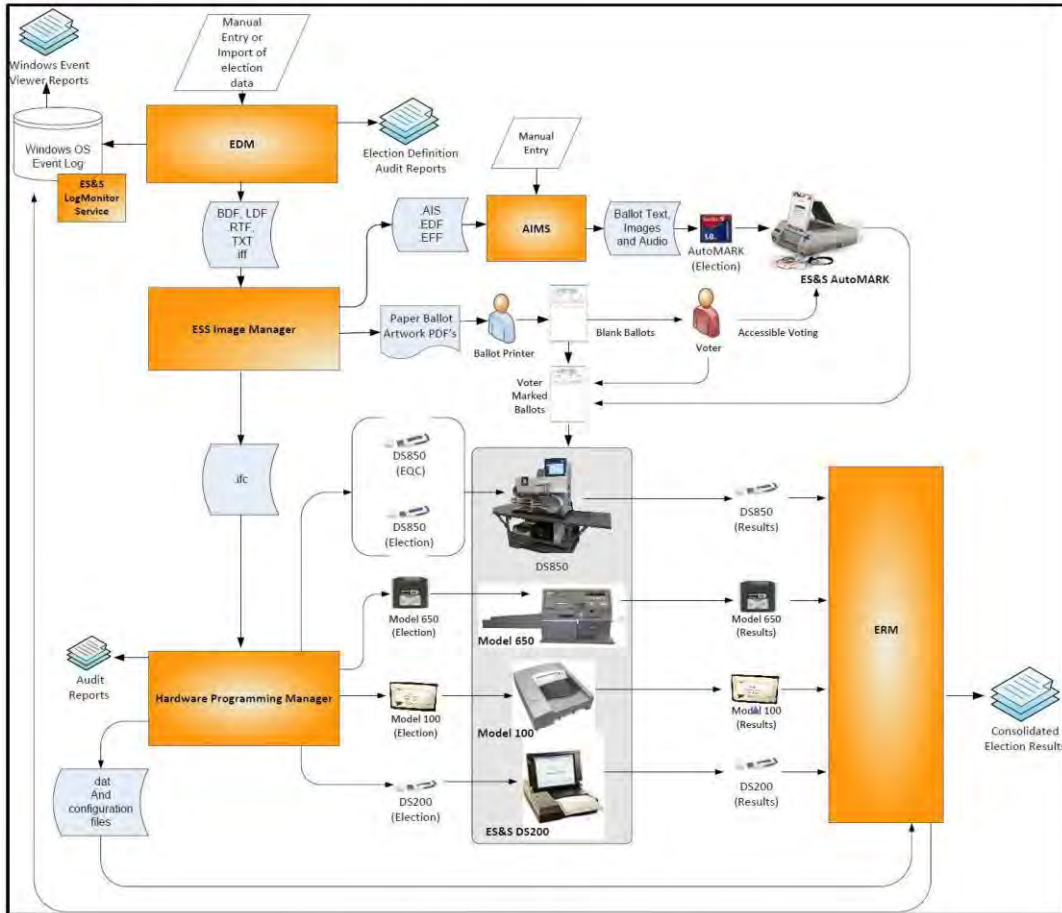 Manual
Entry or
Import of
election
data
Windows Event
Viewer Reports
Windows OS
Event Log
ES&S
LogMonitor
Service
EDM
Election Definition
Audit Reports
Manual
Entry
BDF, LDF
.RTF,
TXT
.iff
.AIS
.EDF
.EFF
AIMS
Ballot Text,
Images
and Audio
AutoMARK
(Election)
ES&S AutoMARK
ESS Image Manager
Paper Ballot
Artwork PDF's
Ballot Printer
Blank Ballots
Voter
Accessible Voting
Voter
Marked
Ballots
.ifc
DS850
(EQC)
DS850
(Election)
DS850
DS850
(Results)
Model 650
(Election)
Model 650
Model 650
(Results)
ERM
Audit
Reports
Hardware Programming Manager
Model 100
(Election)
Model 100
Model 100
(Results)
Consolidated
Election Results
.dat
And
configuration
files
DS200
(Election)
ES&S DS200
DS200
(Results)